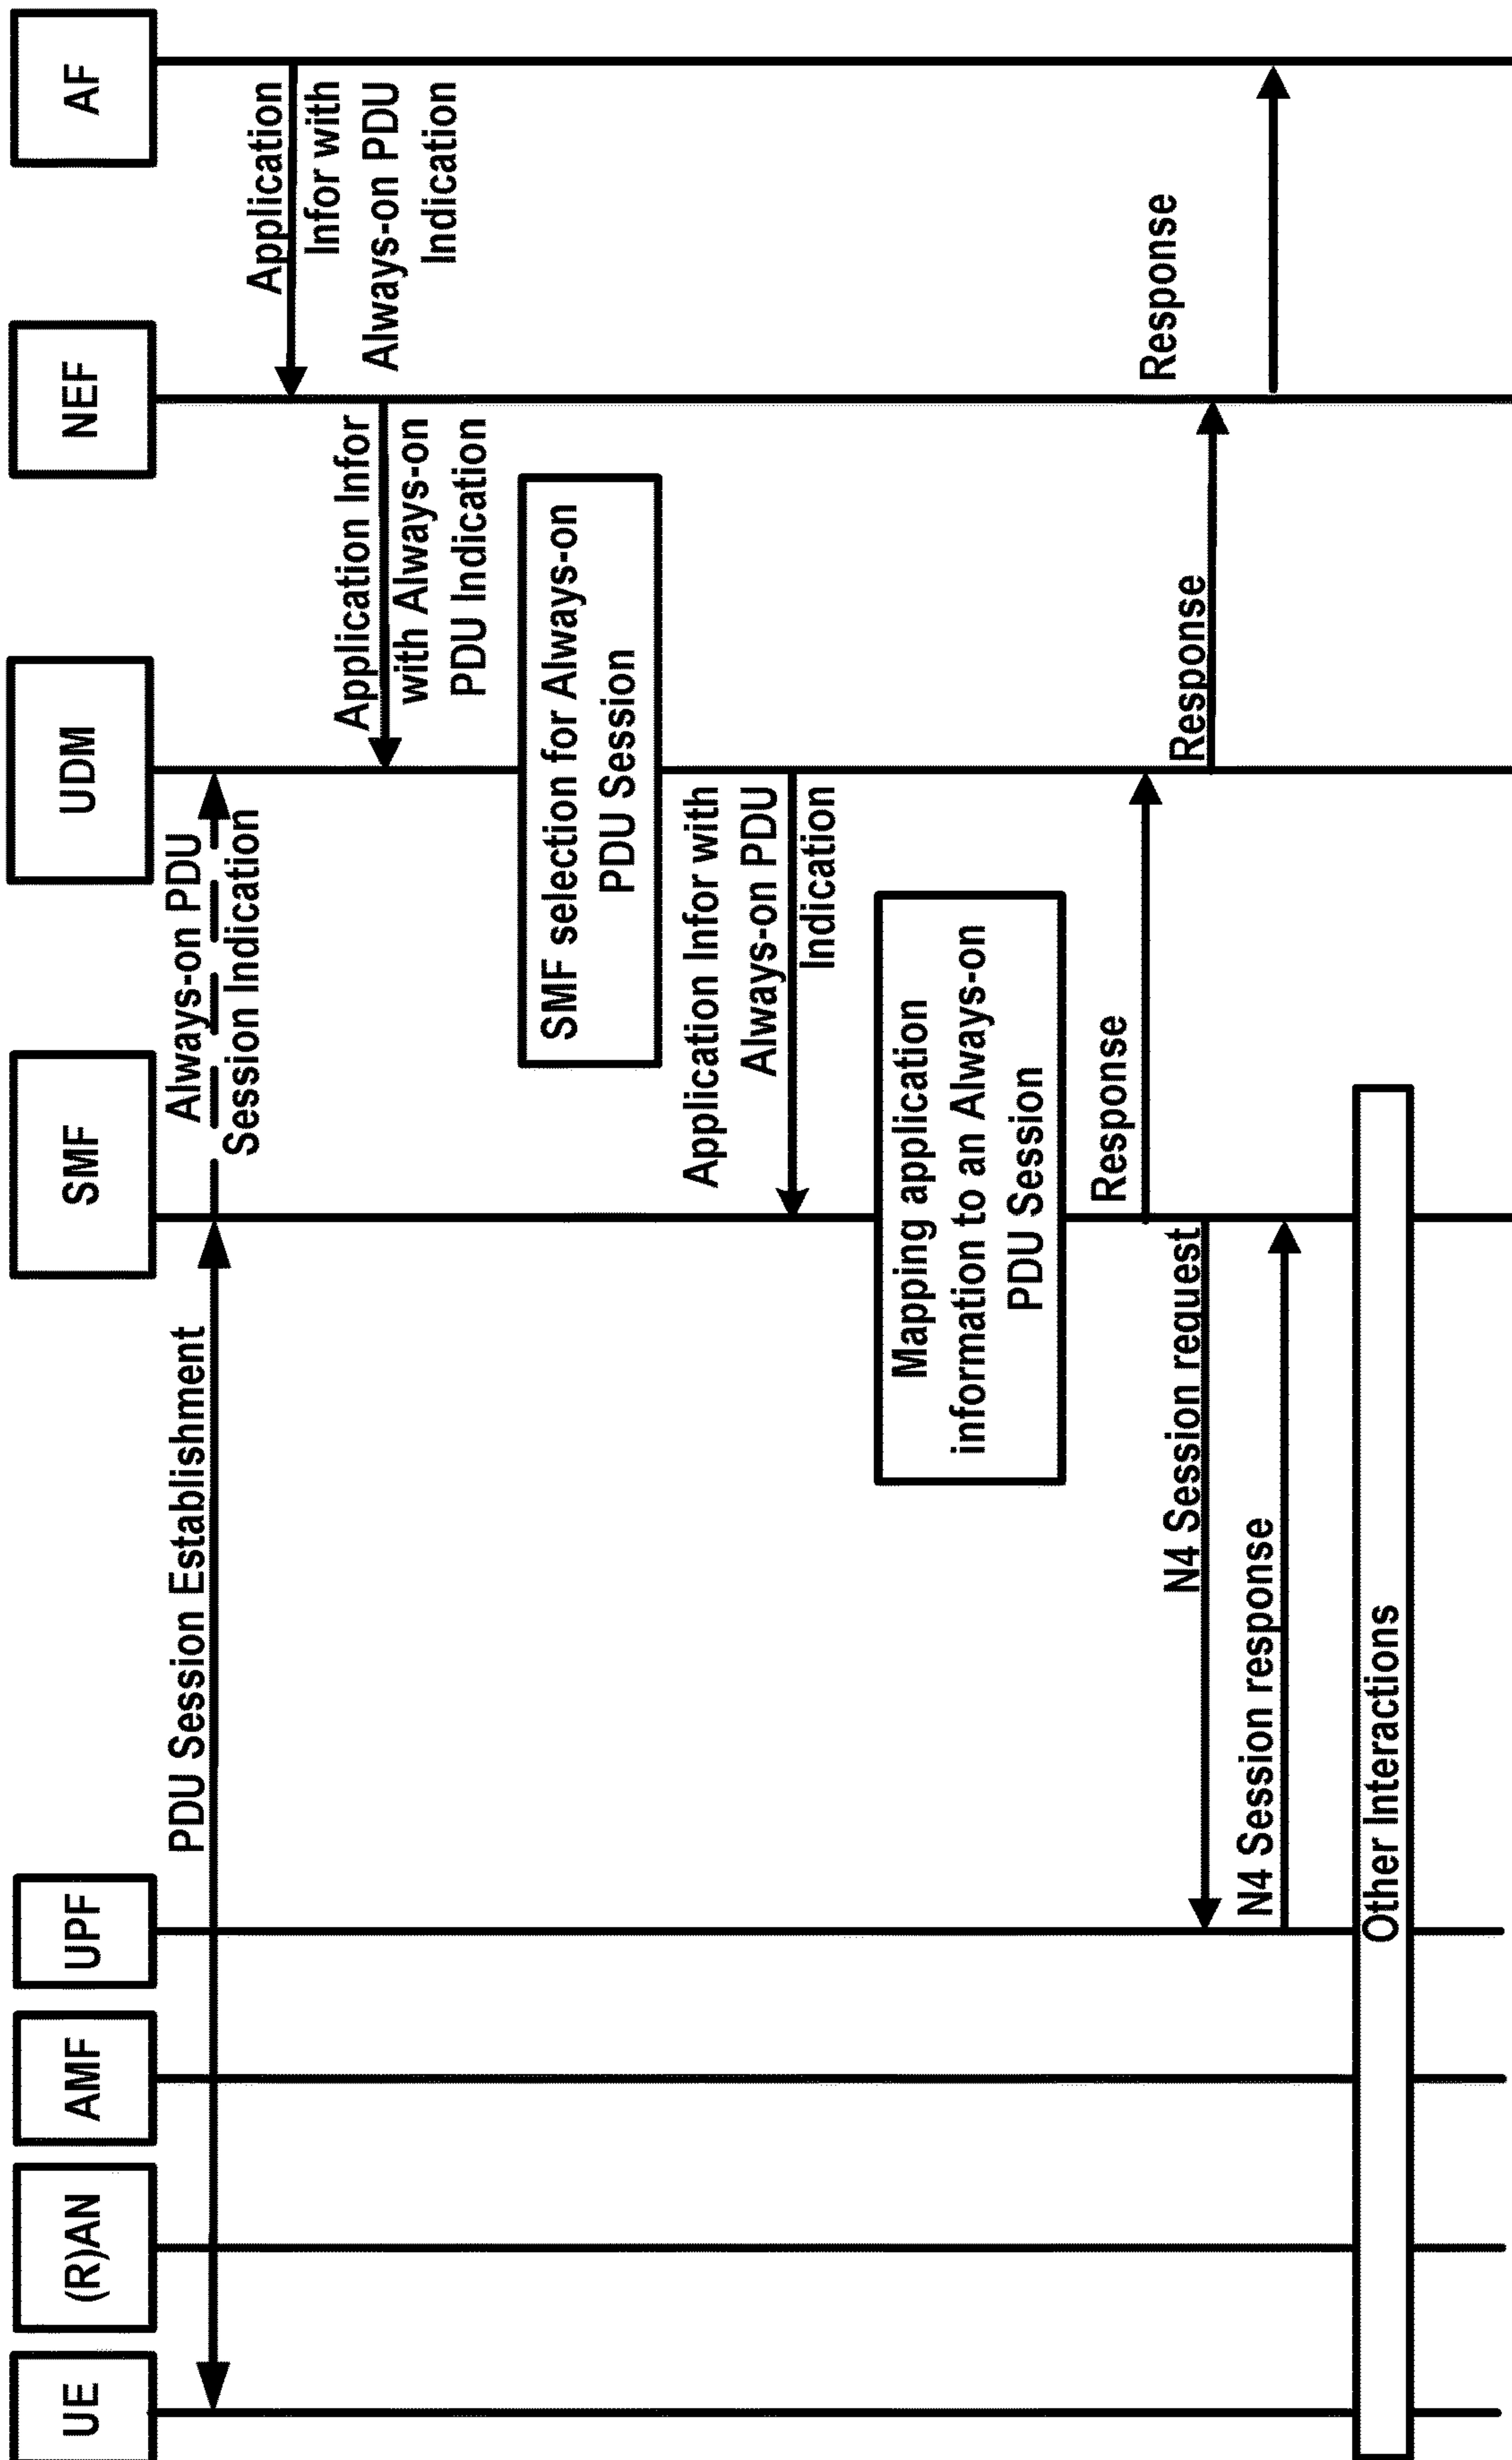 UE
(R)AN
AMF
UPF
SMF
UDM
NEF
AF
PDU Session Establishment
Always-on PDU
Session Indication
Application
Infor with
Always-on PDU
Indication
Application Infor
with Always-on
PDU Indication
SMF selection for Always-on
PDU Session
Application Infor with
Always-on PDU
Indication
Mapping application
information to an Always-on
PDU Session
Response
Response
Response
N4 Session request
N4 Session response
Other Interactions